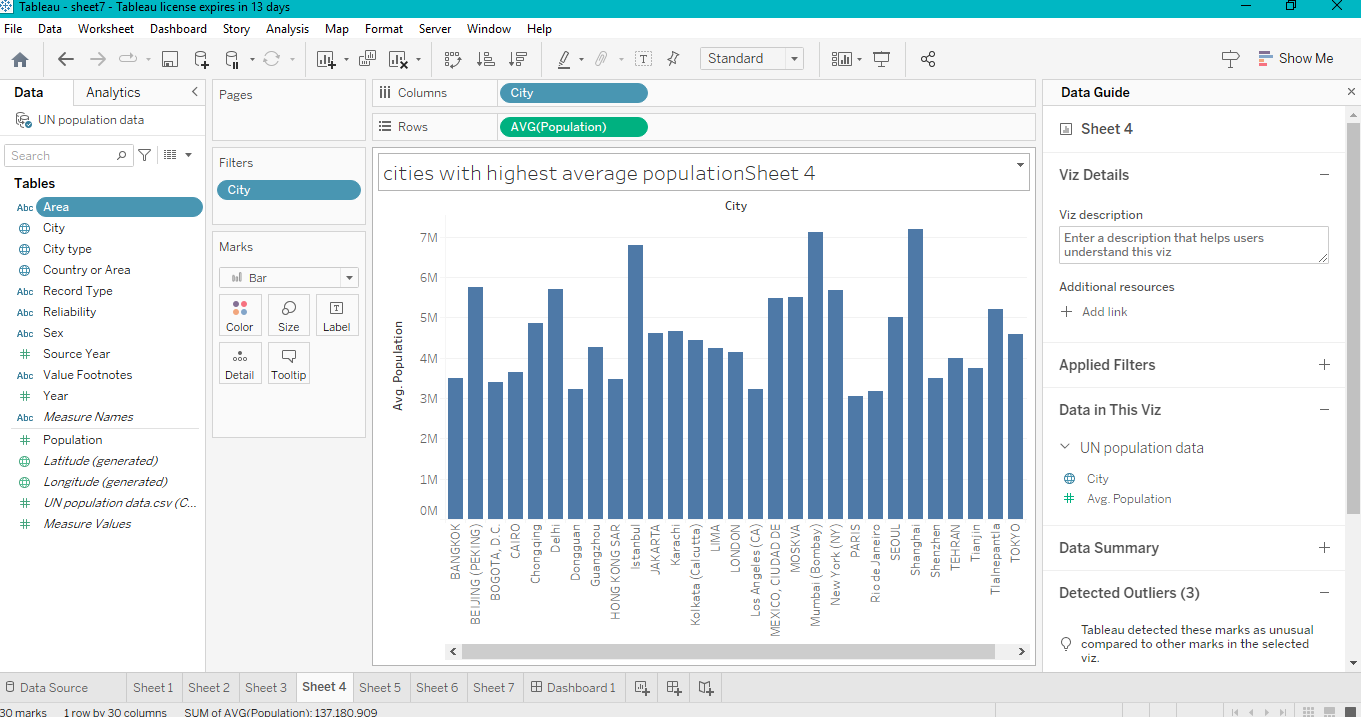 Tableau - sheet7 - Tableau license expires in 13 days
File Data Worksheet Dashboard Story Analysis Map Format Server Window Help
Standard
Show Me
Data Analytics
UN population data
Search
Tables
Abc Area
City
City type
Country or Area
Abc Record Type
Abc Reliability
Abc Sex
Source Year
Abc Value Footnotes
Year
Abc Measure Names
Population
Latitude (generated)
Longitude (generated)
UN population data.csv (C...
Measure Values
Pages
Filters
City
Marks
Bar
Color Size Label
Detail Tooltip
Columns City
Rows AVG(Population)
cities with highest average populationSheet 4
City
Avg. Population
7M
6M
5M
4M
3M
2M
1M
0M
BANGKOK
BEIJING (PEKING)
BOGOTA, D.C.
CAIRO
Chongqing
Delhi
Dongguan
Guangzhou
HONG KONG SAR
Istanbul
JAKARTA
Karachi
Kolkata (Calcutta)
LIMA
LONDON
Los Angeles (CA)
MEXICO, CIUDAD DE
MOSKVA
Mumbai (Bombay)
New York (NY)
PARIS
Rio de Janeiro
SEOUL
Shanghai
Shenzhen
TEHRAN
Tianjin
Tlalnepantla
TOKYO
Data Guide
Sheet 4
Viz Details
Viz description
Enter a description that helps users
understand this viz
Additional resources
Add link
Applied Filters
Data in This Viz
UN population data
City
Avg. Population
Data Summary
Detected Outliers (3)
Tableau detected these marks as unusual
compared to other marks in the selected
viz.
Data Source Sheet 1 Sheet 2 Sheet 3 Sheet 4 Sheet 5 Sheet 6 Sheet 7 Dashboard 1
30 marks 1 row by 30 columns SUM of AVG(Population): 137,180,909